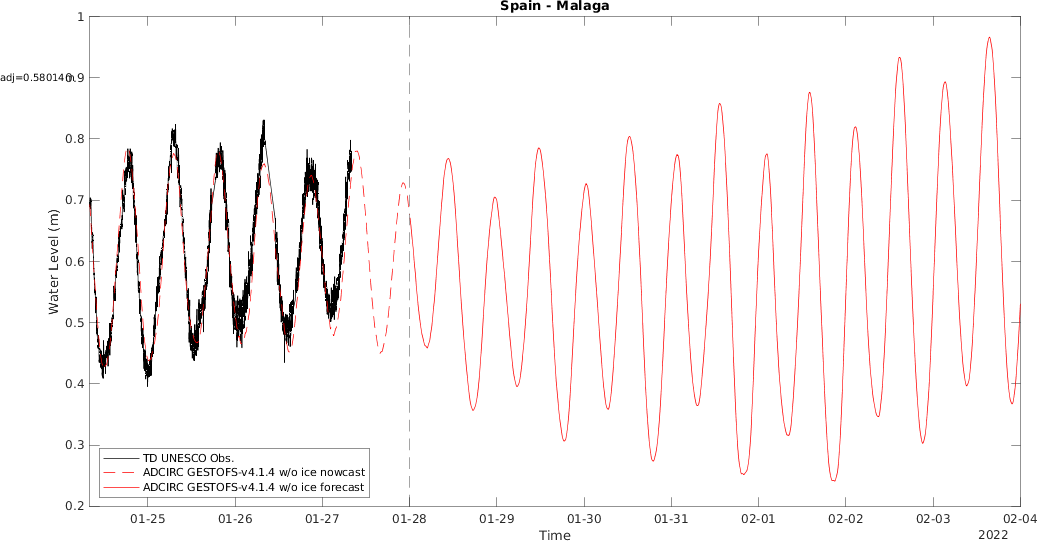 Spain - Malaga
adj=0.58014
1
0.9
0.8
0.7
0.6
0.5
0.4
0.3
0.2
Water Level (m)
TD UNESCO Obs.
ADCIRC GESTOFS-v4.1.4 w/o ice nowcast
ADCIRC GESTOFS-v4.1.4 w/o ice forecast
01-25 01-26 01-27 01-28 01-29 01-30 01-31 02-01 02-02 02-03 02-04
Time
2022